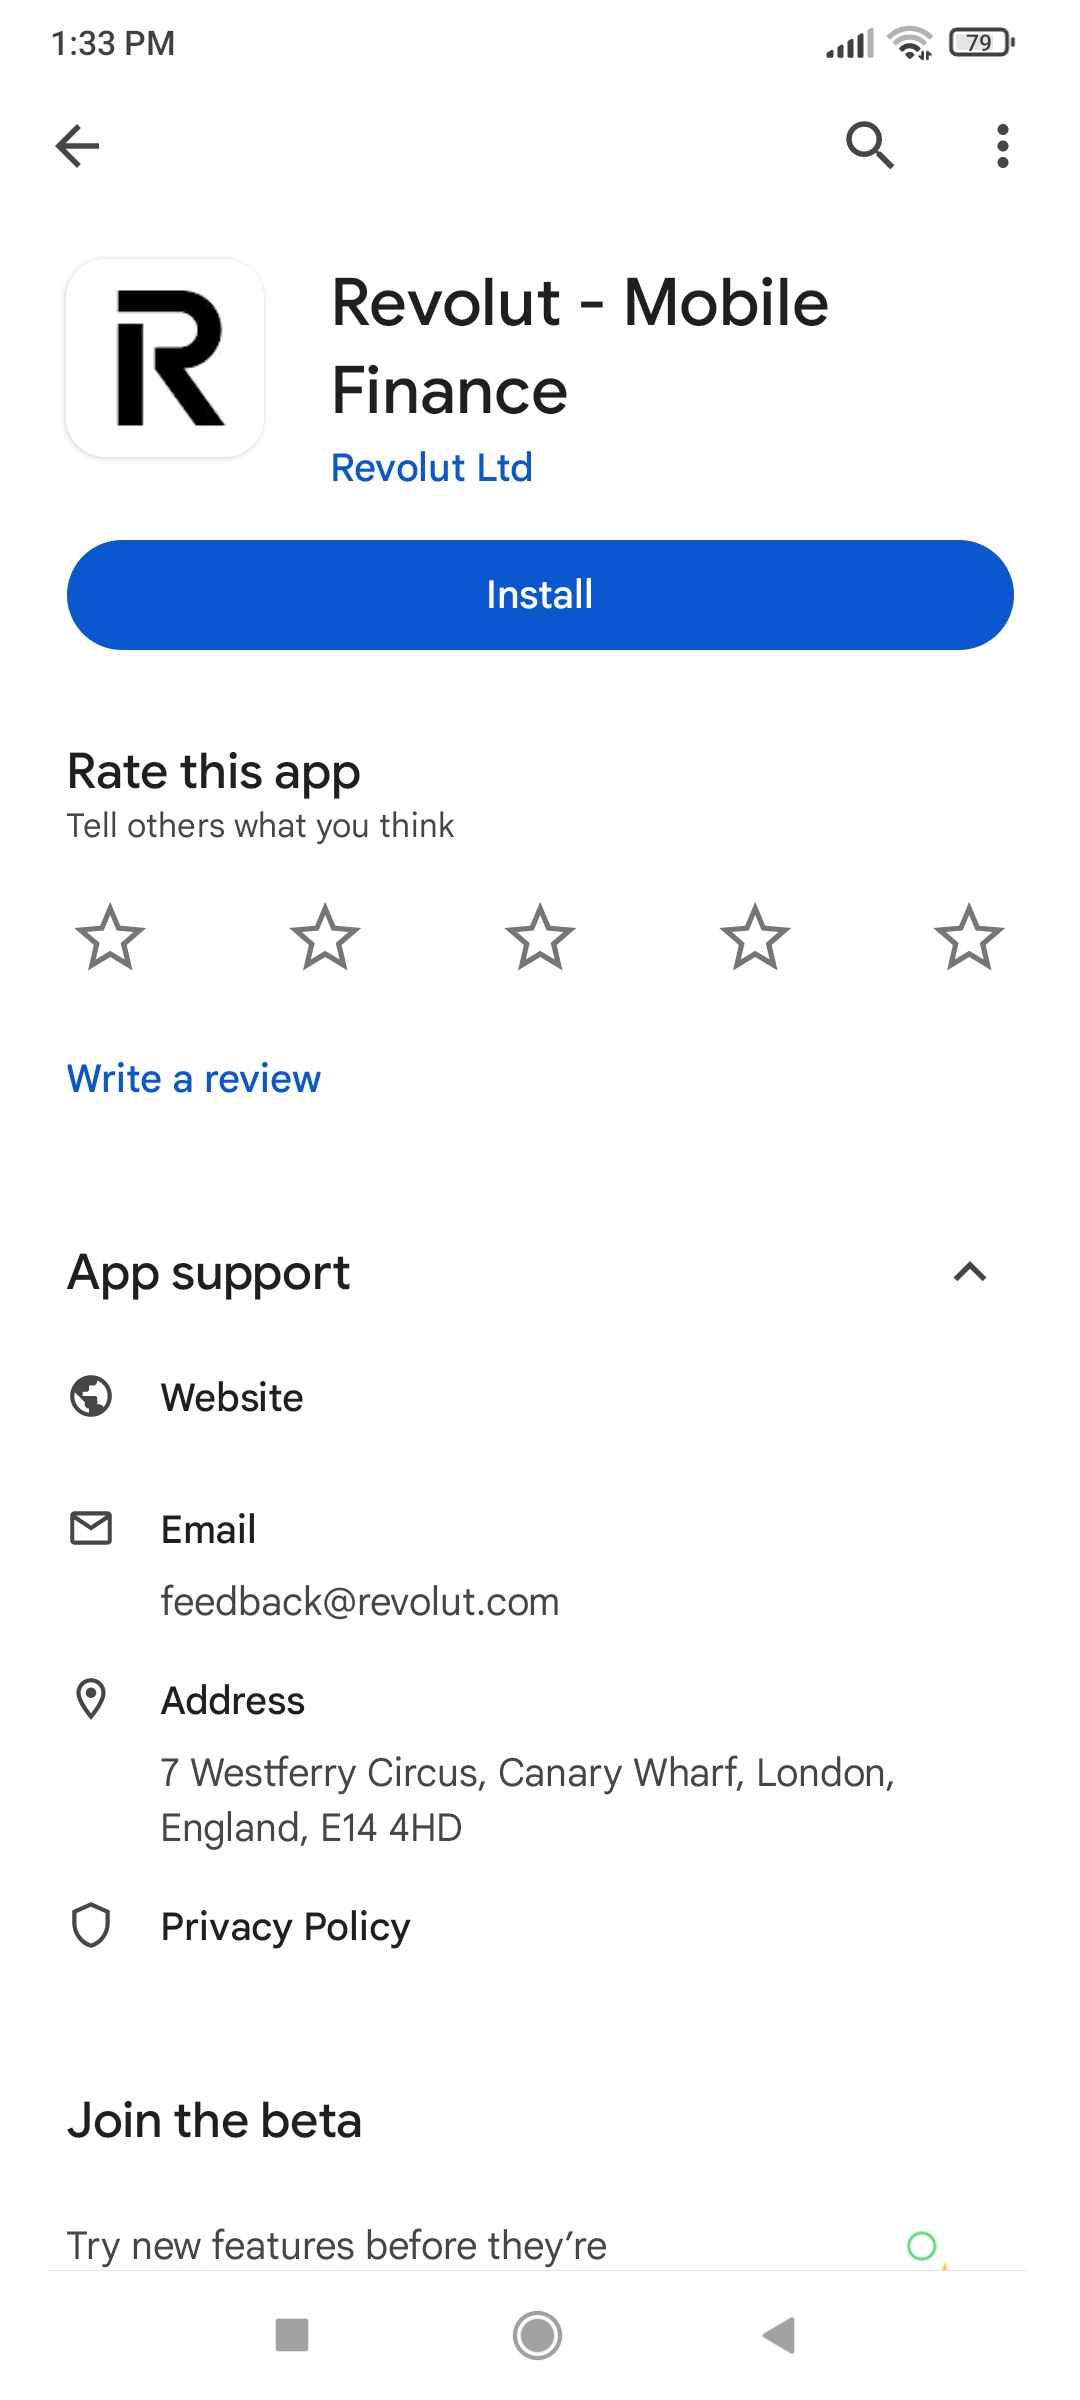 1:33 PM
79
Revolut - Mobile
Finance
Revolut Ltd
Install
Rate this app
Tell others what you think
Write a review
App support
Website
Email
feedback@revolut.com
Address
7 Westferry Circus, Canary Wharf, London,
England, E14 4HD
Privacy Policy
Join the beta
Try new features before they’re